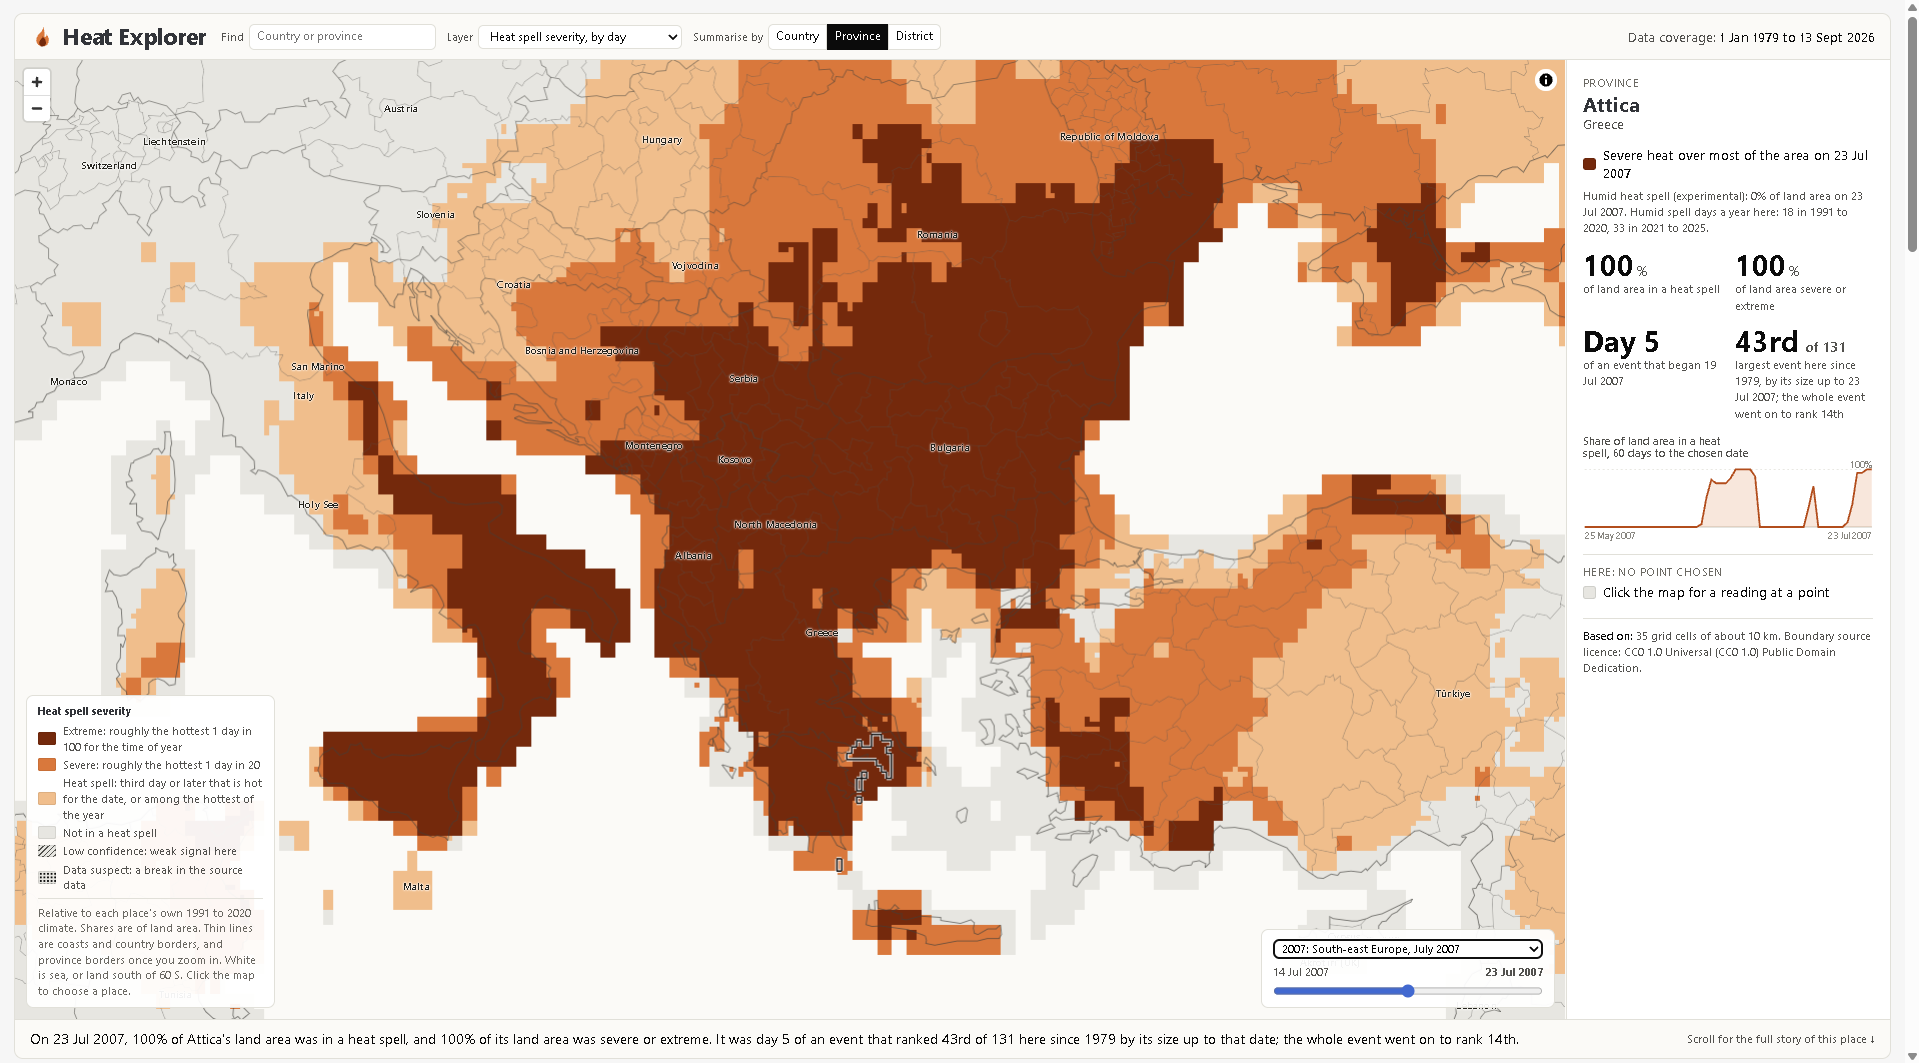 Heat Explorer
Find
Country or province
Layer
Heat spell severity, by day
Summarise by
Country
Province
District
Data coverage: 1 Jan 1979 to 13 Sept 2026
+
−
Austria
Liechtenstein
Switzerland
Hungary
Republic of Moldova
Slovenia
Romania
Vojvodina
Croatia
Bosnia and Herzegovina
San Marino
Monaco
Serbia
Italy
Montenegro
Kosovo
Bulgaria
Holy See
North Macedonia
Albania
Greece
Türkiye
Malta
Heat spell severity
Extreme: roughly the hottest 1 day in
100 for the time of year
Severe: roughly the hottest 1 day in 20
Heat spell: third day or later that is hot
for the date, or among the hottest of
the year
Not in a heat spell
Low confidence: weak signal here
Data suspect: a break in the source
data
Relative to each place's own 1991 to 2020
climate. Shares are of land area. Thin lines
are coasts and country borders, and
province borders once you zoom in. White
is sea, or land south of 60 S. Click the map
to choose a place.
2007: South-east Europe, July 2007
14 Jul 2007
23 Jul 2007
PROVINCE
Attica
Greece
Severe heat over most of the area on 23 Jul
2007
Humid heat spell (experimental): 0% of land area on 23
Jul 2007. Humid spell days a year here: 18 in 1991 to
2020, 33 in 2021 to 2025.
100 %
of land area in a heat spell
100 %
of land area severe or
extreme
Day 5
of an event that began 19
Jul 2007
43rd of 131
largest event here since
1979, by its size up to 23
Jul 2007; the whole event
went on to rank 14th
Share of land area in a heat
spell, 60 days to the chosen date
100%
25 May 2007
23 Jul 2007
HERE: NO POINT CHOSEN
Click the map for a reading at a point
Based on: 35 grid cells of about 10 km. Boundary source
licence: CC0 1.0 Universal (CC0 1.0) Public Domain
Dedication.
On 23 Jul 2007, 100% of Attica's land area was in a heat spell, and 100% of its land area was severe or extreme. It was day 5 of an event that ranked 43rd of 131 here since 1979 by its size up to that date; the whole event went on to rank 14th.
Scroll for the full story of this place ↓